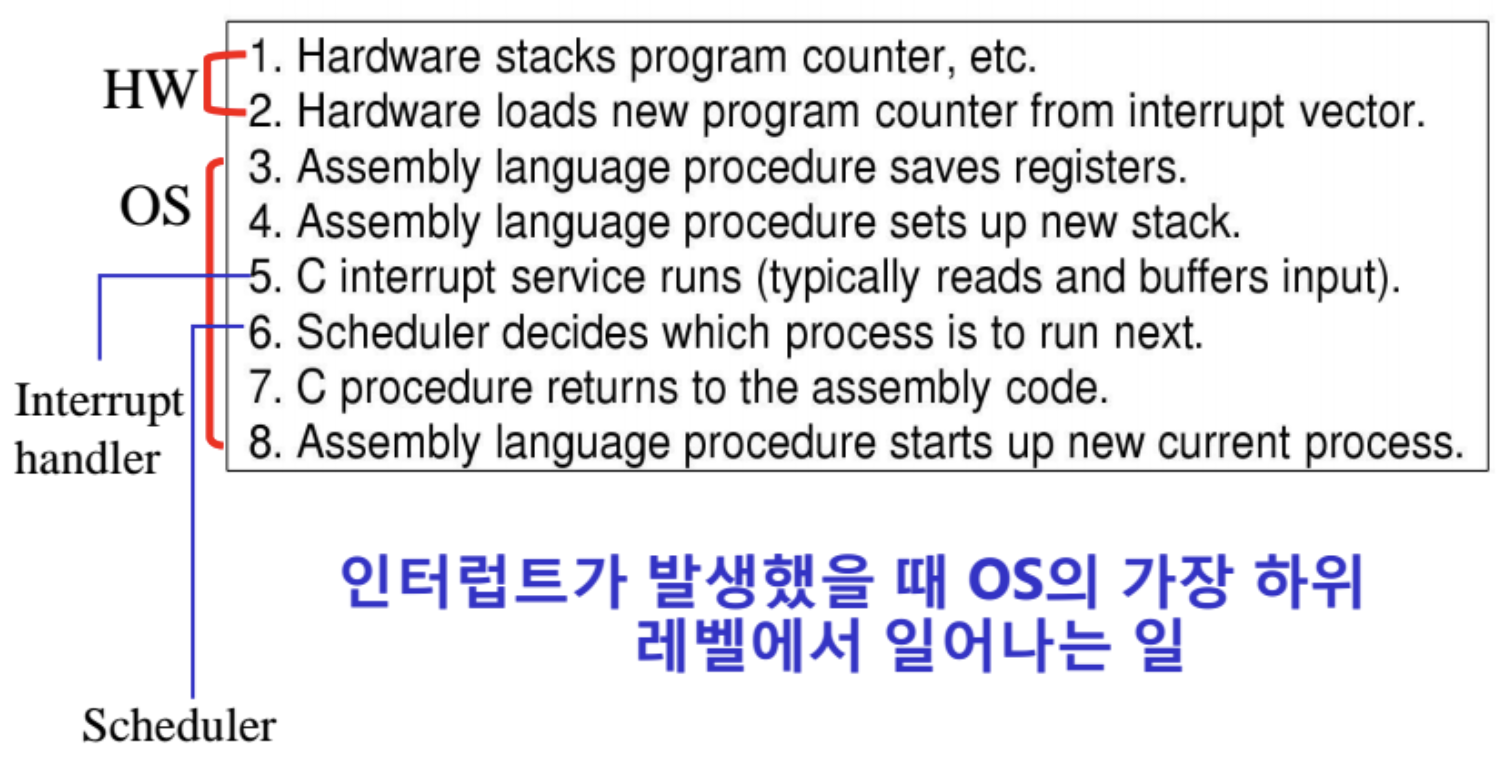 HW
1. Hardware stacks program counter, etc.
2. Hardware loads new program counter from interrupt vector.
OS
3. Assembly language procedure saves registers.
4. Assembly language procedure sets up new stack.
5. C interrupt service runs (typically reads and buffers input).
6. Scheduler decides which process is to run next.
7. C procedure returns to the assembly code.
8. Assembly language procedure starts up new current process.
Interrupt
handler
인터럽트가 발생했을 때 OS의 가장 하위
레벨에서 일어나는 일
Scheduler